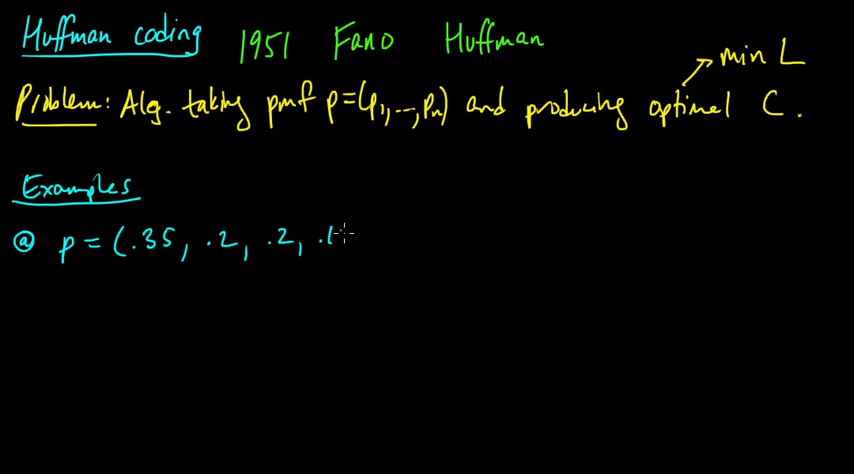 Huffman coding 1951 Fano Huffman
min L
Problem: Alg. taking pmf p=(p1,...,pn) and producing optimal C.
Examples
ⓐ p = (.35, .2, .2, .1